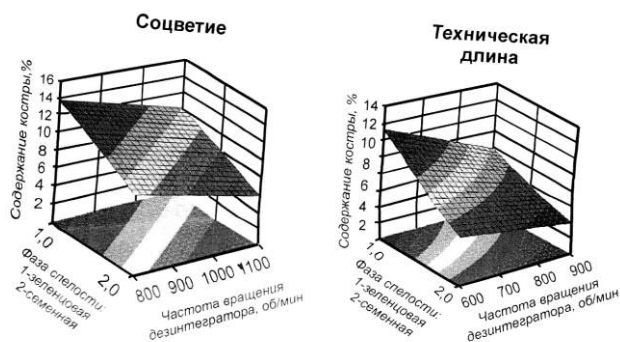 Соцветие
Содержание костры,%
16
14
12
10
8
6
4
2
1,0
2,0
Фаза спелости:
1-зеленцовая
2-семенная
800
900
1000
1100
Частота вращения
дезинтегратора, об/мин
Техническая
длина
Содержание костры, %
14
12
10
8
6
4
2
1,0
2,0
Фаза спелости:
1-зеленцовая
2-семенная
600
700
800
900
Частота вращения
дезинтегратора, об/мин